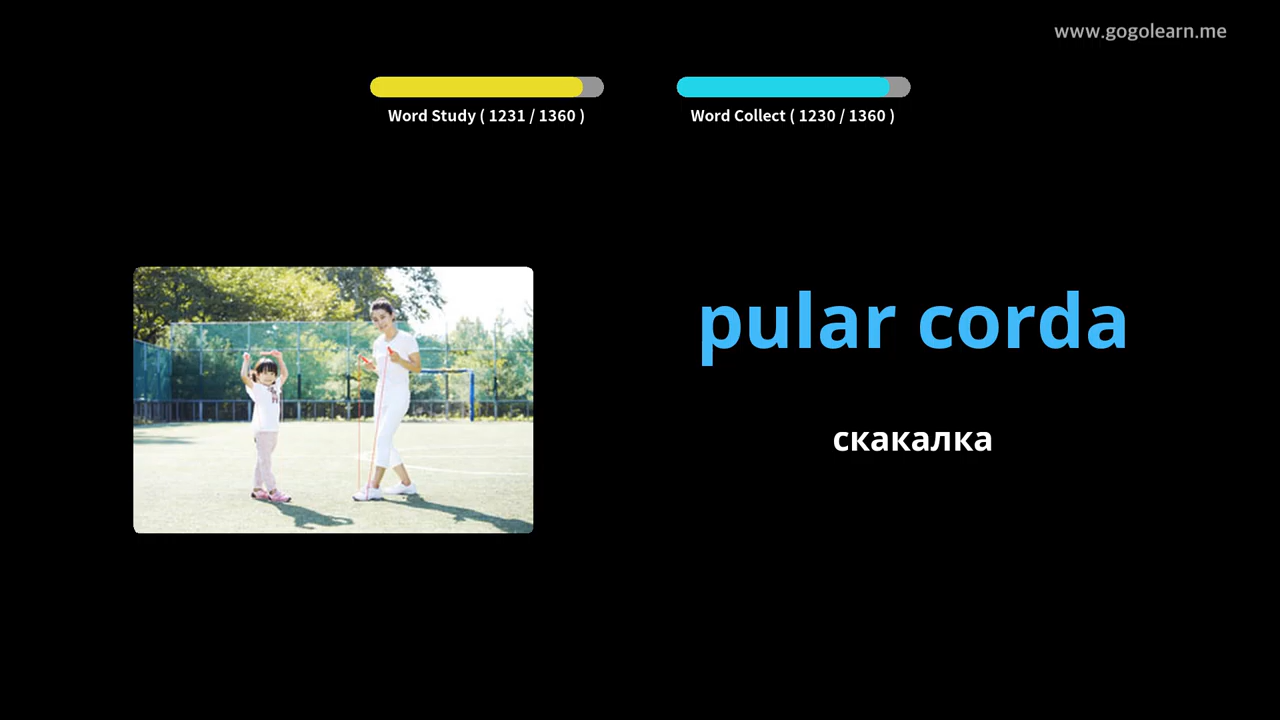 www.gogolearn.me
Word Study ( 1231 / 1360 )
Word Collect ( 1230 / 1360 )
pular corda
скакалка